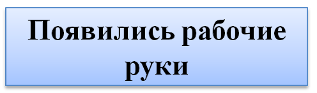 Появились рабочие
руки